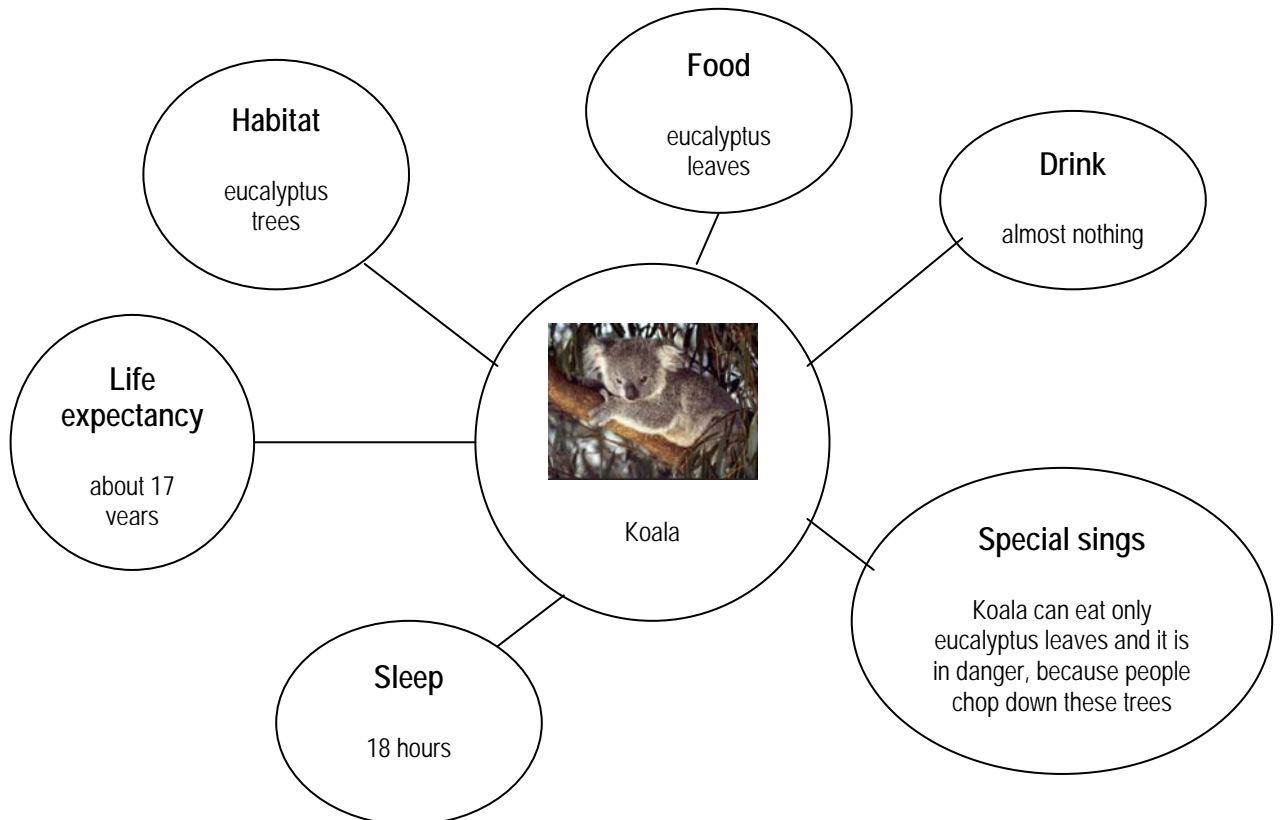 Food
eucalyptus
leaves
Habitat
eucalyptus
trees
Drink
almost nothing
Life
expectancy
about 17
years
Koala
Special sings
Koala can eat only
eucalyptus leaves and it is
in danger, because people
chop down these trees
Sleep
18 hours